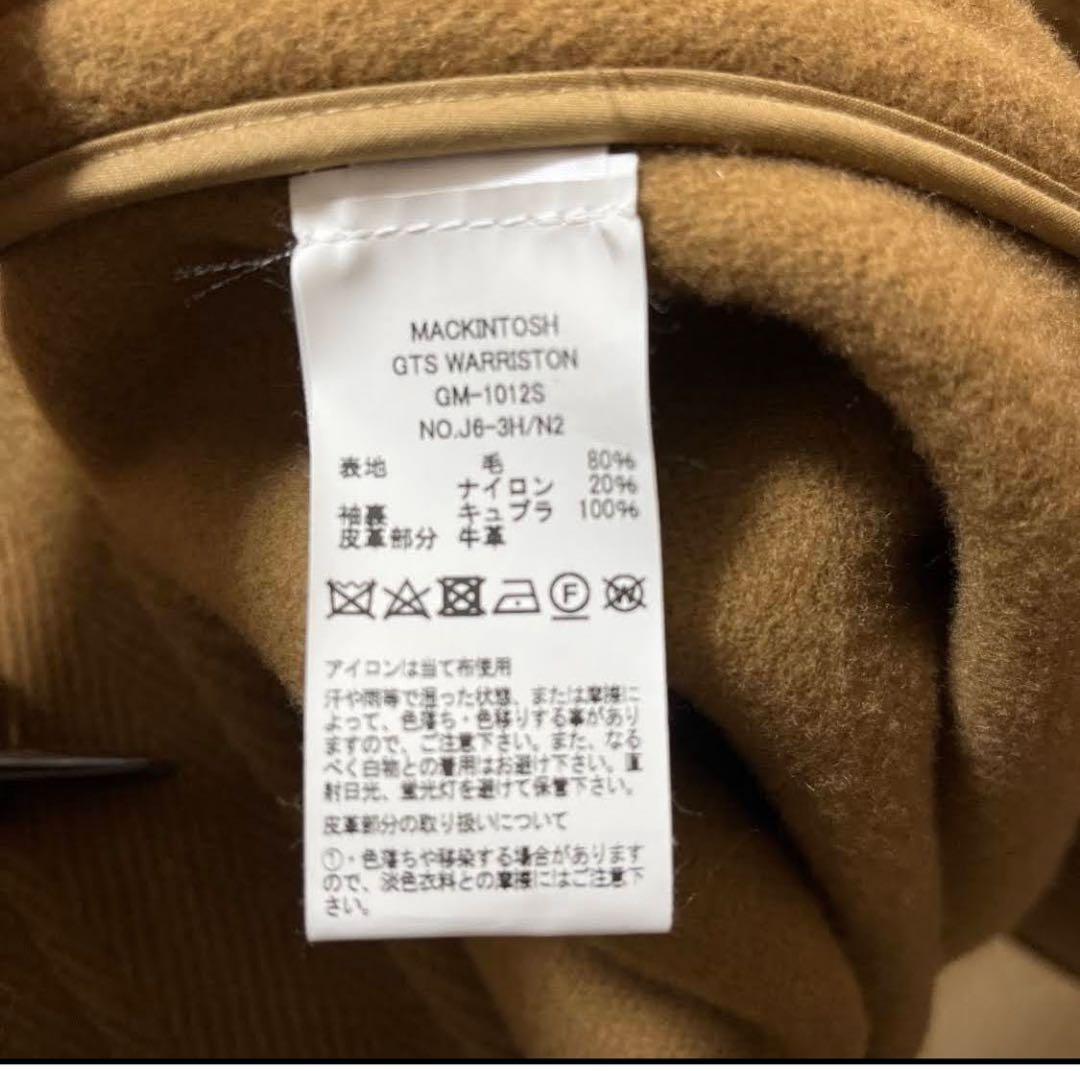 MACKINTOSH
GTS WARRISTON
GM-1012S
NO.J6-3H/N2
表地 毛 80%
ナイロン 20%
袖裏 キュプラ 100%
皮革部分 牛革
F W
アイロンは当て布使用
汗や雨等で湿った状態、または摩擦に
よって、色落ち・色移りする事があり
ますので、ご注意下さい。また、なる
べく白物との着用はお避け下さい。直
射日光、蛍光灯を避けて保管下さい。
皮革部分の取り扱いについて
①・色落ちや移染する場合があります
ので、淡色衣料との摩擦にはご注意下
さい。